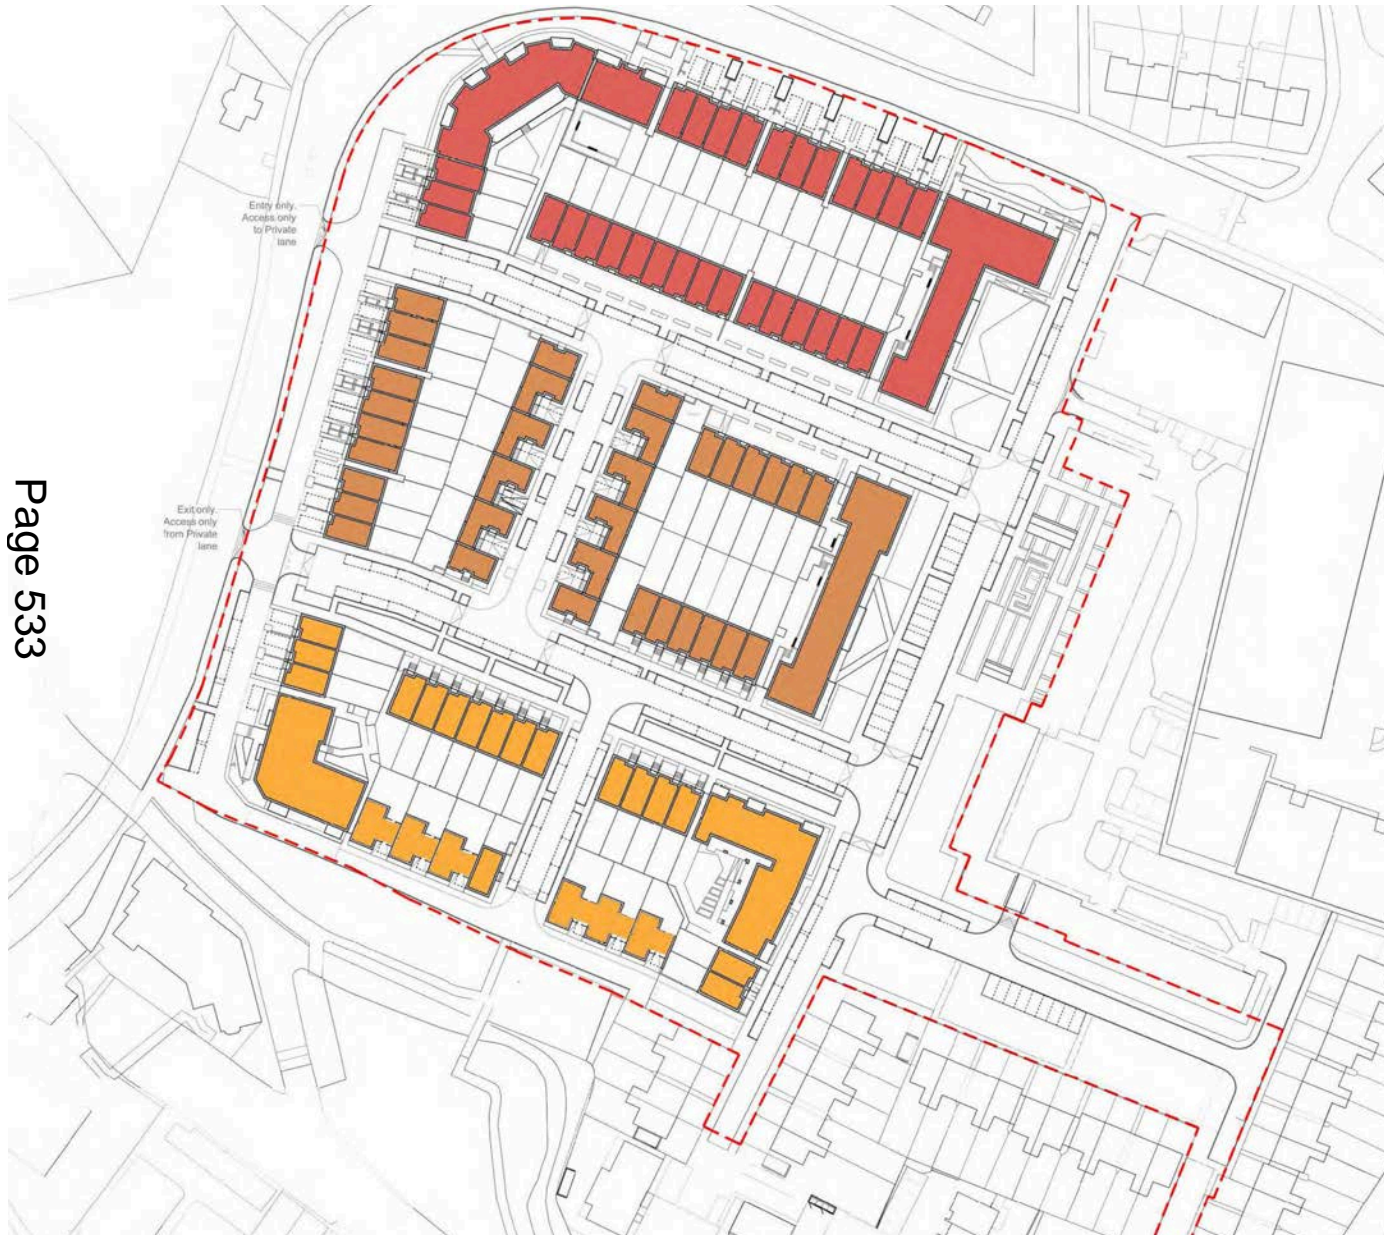 Entry only.
Access only
to Private
lane
Exit only.
Access only
from Private
lane
Page 533